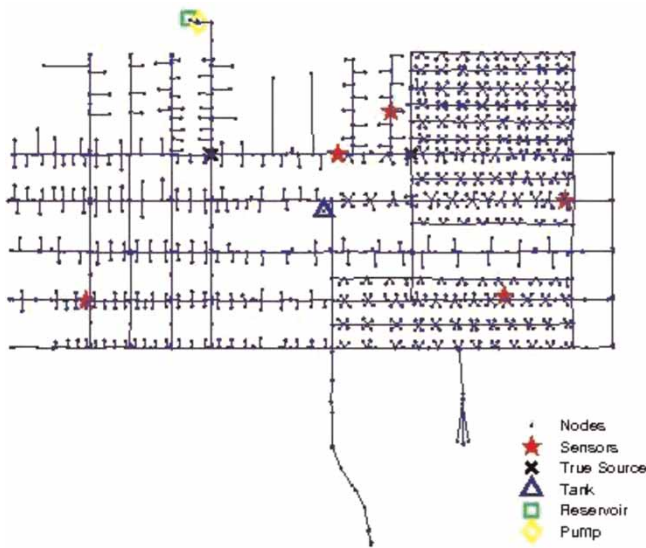 Nodes
Sensors
True Source
Tank
Reservoir
Pump